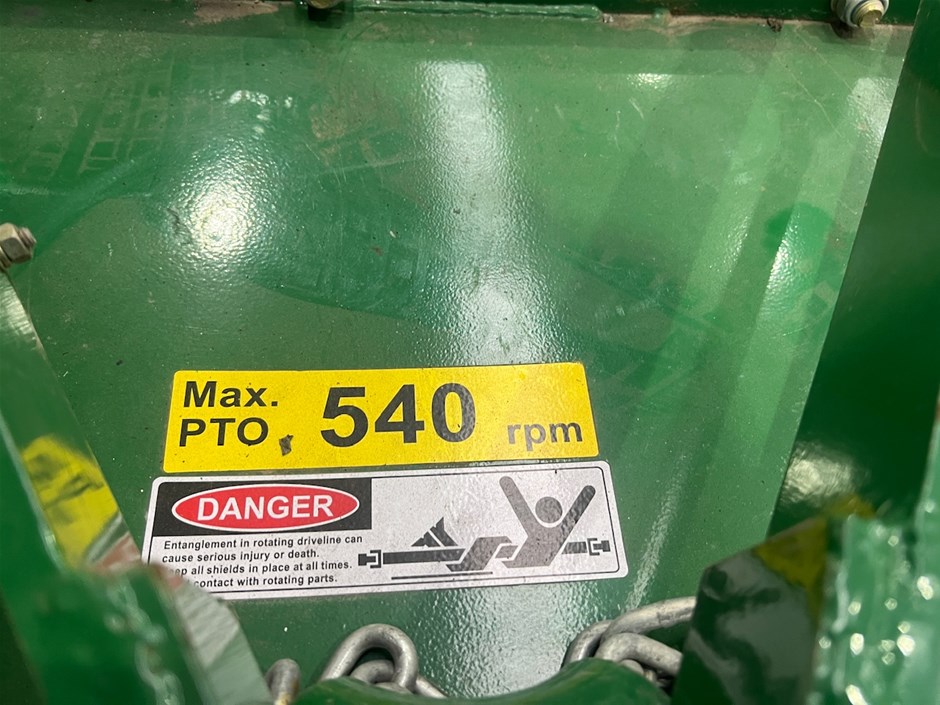 Max.
PTO 540 rpm
DANGER
Entanglement in rotating driveline can
cause serious injury or death.
all shields in place at all times.
contact with rotating parts.